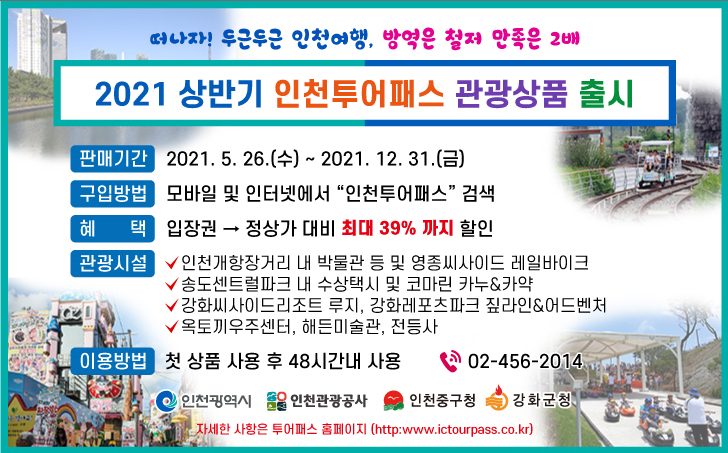 떠나자! 두근두근 인천여행, 방역은 철저 만족은 2배
2021 상반기 인천투어패스 관광상품 출시
판매기간 2021. 5. 26.(수) ~ 2021. 12. 31.(금)
구입방법 모바일 및 인터넷에서 “인천투어패스” 검색
혜 택 입장권 → 정상가 대비 최대 39% 까지 할인
관광시설 ✓인천개항장거리 내 박물관 등 및 영종씨사이드 레일바이크
✓송도센트럴파크 내 수상택시 및 코마린 카누&카약
✓강화씨사이드리조트 루지, 강화레포츠파크 짚라인&어드벤처
✓옥토끼우주센터, 해든미술관, 전등사
이용방법 첫 상품 사용 후 48시간내 사용 02-456-2014
인천광역시 인천관광공사 인천중구청 강화군청
자세한 사항은 투어패스 홈페이지 (http:www.ictourpass.co.kr)